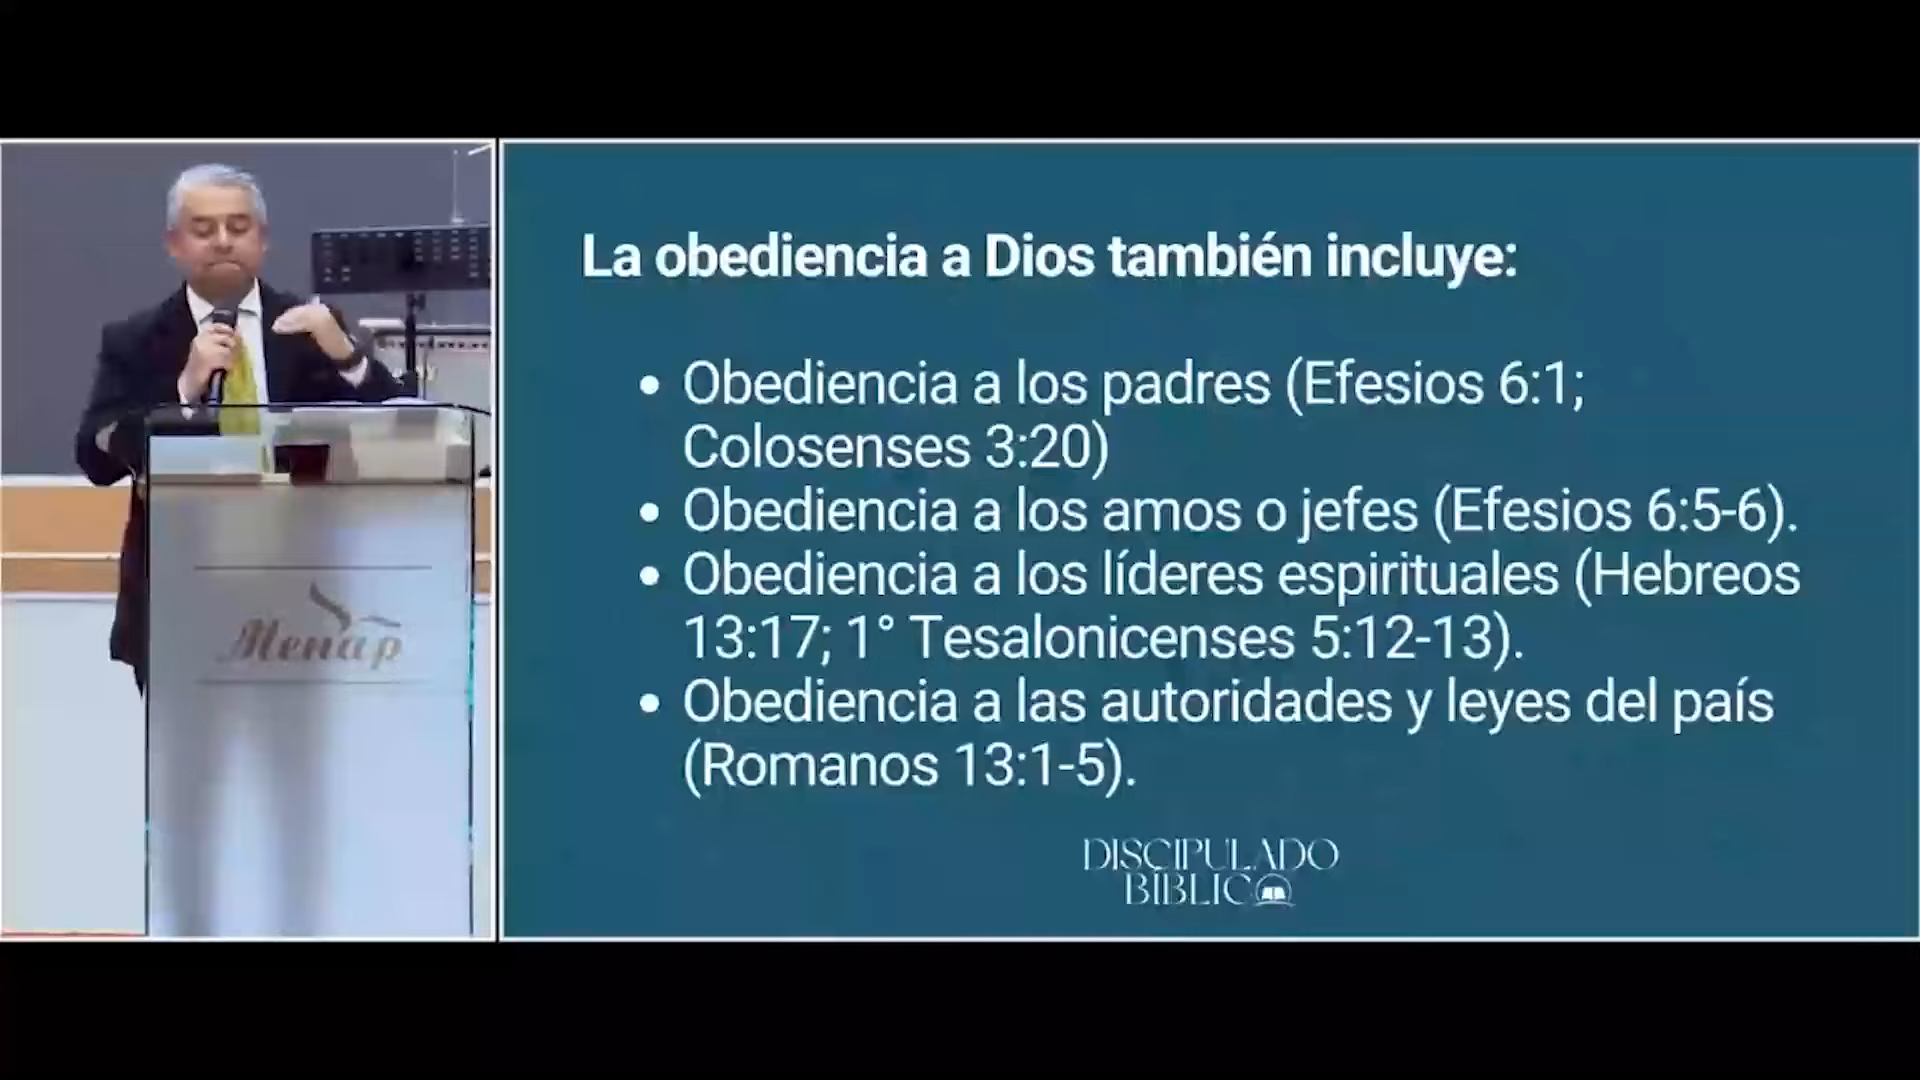 La obediencia a Dios también incluye:
• Obediencia a los padres (Efesios 6:1;
Colosenses 3:20)
• Obediencia a los amos o jefes (Efesios 6:5-6).
• Obediencia a los líderes espirituales (Hebreos
13:17; 1° Tesalonicenses 5:12-13).
• Obediencia a las autoridades y leyes del país
(Romanos 13:1-5).
DISCIPULADO
BÍBLICO
Menap